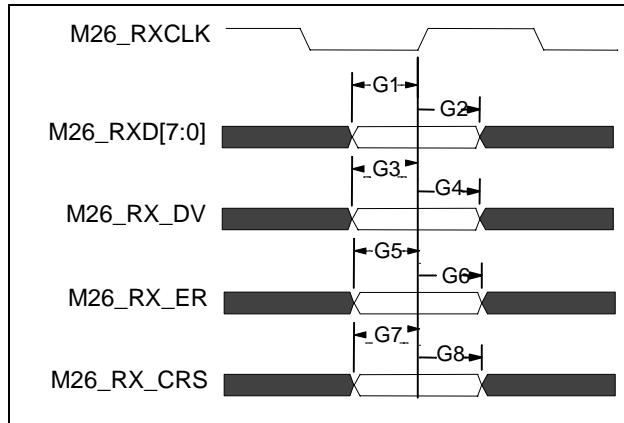 M26_RXCLK
G1
G2
M26_RXD[7:0]
G3
G4
M26_RX_DV
G5
G6
M26_RX_ER
G7
G8
M26_RX_CRS